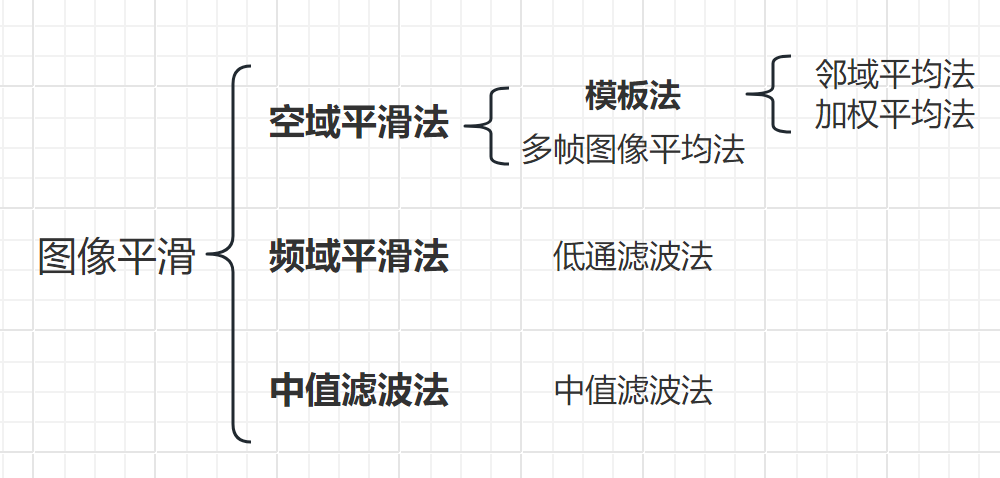 图像平滑
空域平滑法
模板法
邻域平均法
加权平均法
多帧图像平均法
频域平滑法
低通滤波法
中值滤波法
中值滤波法